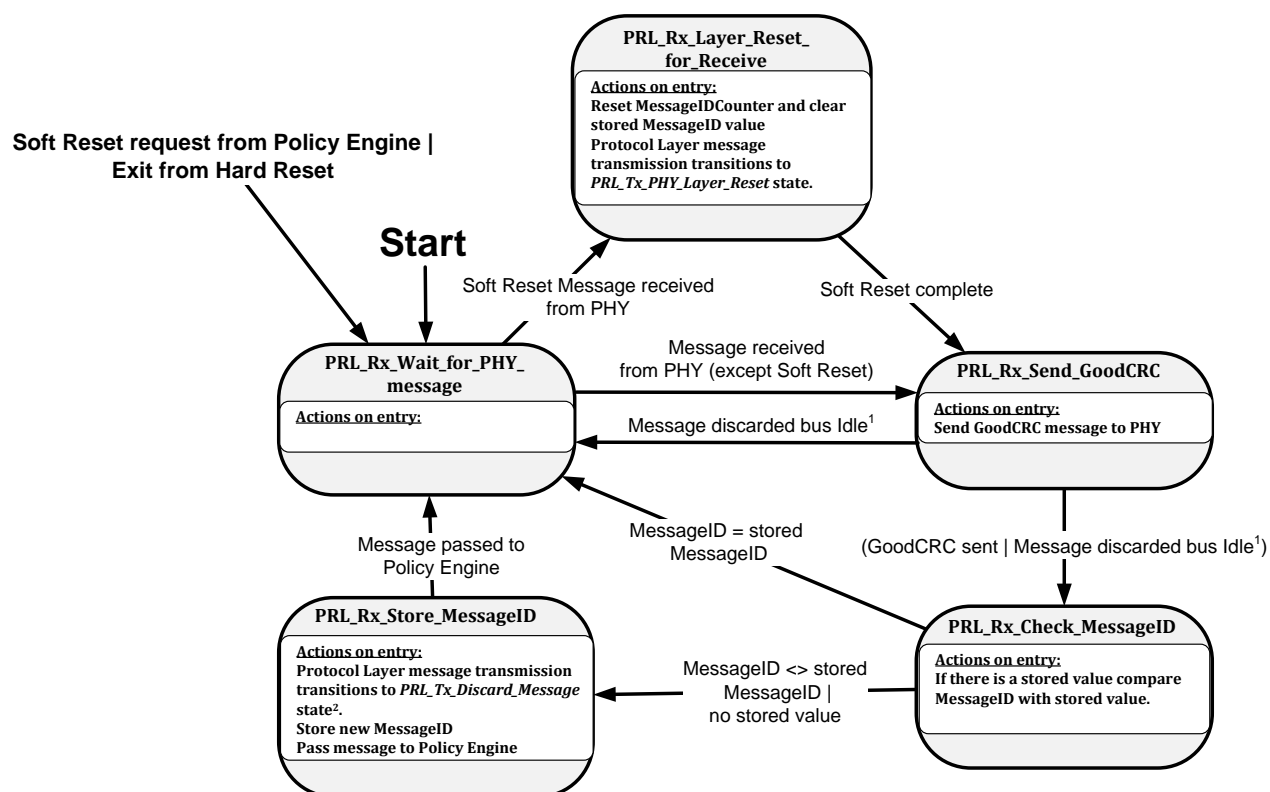 PRL_Rx_Layer_Reset_
for_Receive
Actions on entry:
Reset MessageIDCounter and clear
stored MessageID value
Protocol Layer message
transmission transitions to
PRL_Tx_PHY_Layer_Reset state.
Soft Reset request from Policy Engine |
Exit from Hard Reset
Start
Soft Reset Message received
from PHY
Soft Reset complete
PRL_Rx_Wait_for_PHY_
message
Actions on entry:
Message received
from PHY (except Soft Reset)
Message discarded bus Idle¹
PRL_Rx_Send_GoodCRC
Actions on entry:
Send GoodCRC message to PHY
Message passed to
Policy Engine
MessageID = stored
MessageID
(GoodCRC sent | Message discarded bus Idle¹)
PRL_Rx_Store_MessageID
Actions on entry:
Protocol Layer message transmission
transitions to PRL_Tx_Discard_Message
state².
Store new MessageID
Pass message to Policy Engine
MessageID <> stored
MessageID |
no stored value
PRL_Rx_Check_MessageID
Actions on entry:
If there is a stored value compare
MessageID with stored value.